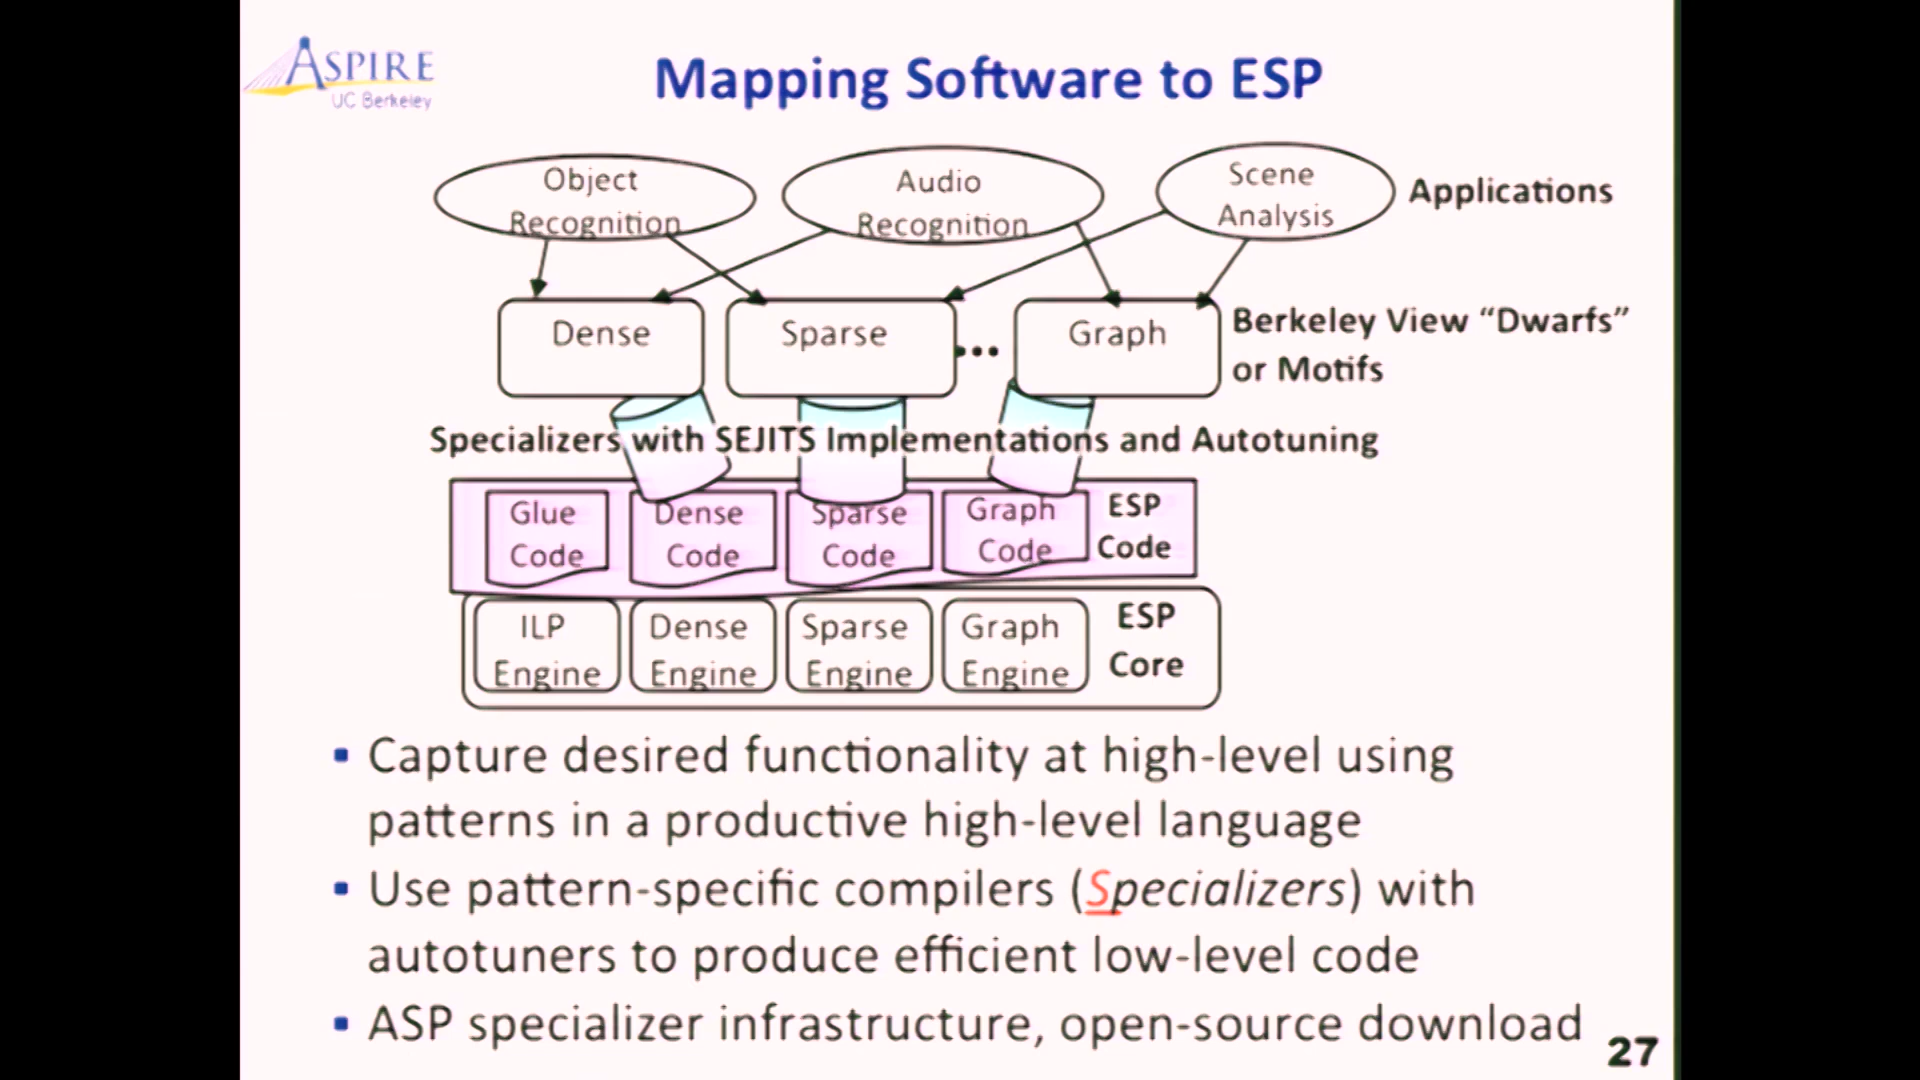 ASPIRE
UC Berkeley
Mapping Software to ESP
Object
Recognition
Audio
Recognition
Scene
Analysis
Applications
Dense
Sparse
...
Graph
Berkeley View “Dwarfs”
or Motifs
Specializers with SEJITS Implementations and Autotuning
Glue
Code
Dense
Code
Sparse
Code
Graph
Code
ESP
Code
ILP
Engine
Dense
Engine
Sparse
Engine
Graph
Engine
ESP
Core
▪ Capture desired functionality at high-level using
patterns in a productive high-level language
▪ Use pattern-specific compilers (Specializers) with
autotuners to produce efficient low-level code
▪ ASP specializer infrastructure, open-source download
27